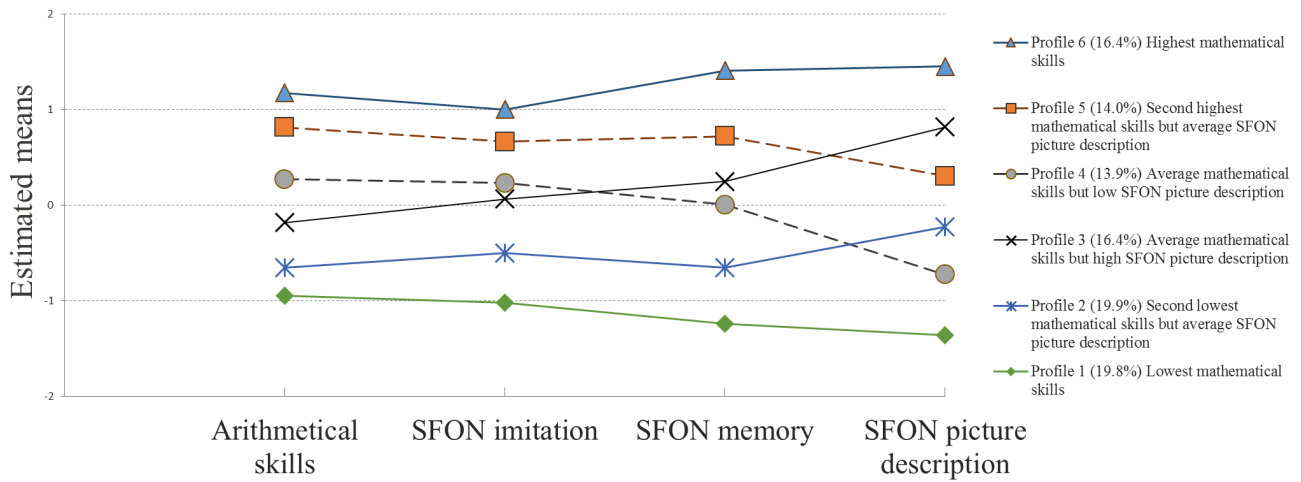 2
1
0
-1
-2
Estimated means
Arithmetical
skills
SFON imitation
SFON memory
SFON picture
description
Profile 6 (16.4%) Highest mathematical
skills
Profile 5 (14.0%) Second highest
mathematical skills but average SFON
picture description
Profile 4 (13.9%) Average mathematical
skills but low SFON picture description
Profile 3 (16.4%) Average mathematical
skills but high SFON picture description
Profile 2 (19.9%) Second lowest
mathematical skills but average SFON
picture description
Profile 1 (19.8%) Lowest mathematical
skills